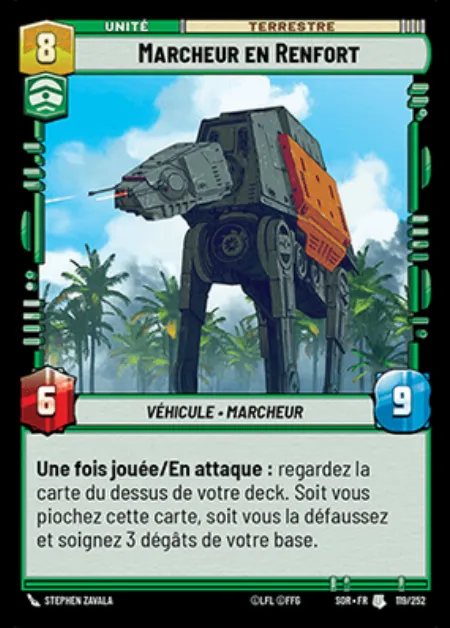 UNITÉ
TERRESTRE
8
MARCHEUR EN RENFORT
6
VÉHICULE • MARCHEUR
9
Une fois jouée/En attaque : regardez la
carte du dessus de votre deck. Soit vous
piochez cette carte, soit vous la défaussez
et soignez 3 dégâts de votre base.
STEPHEN ZAVALA
©LFL ©FFG
SOR • FR
119/252